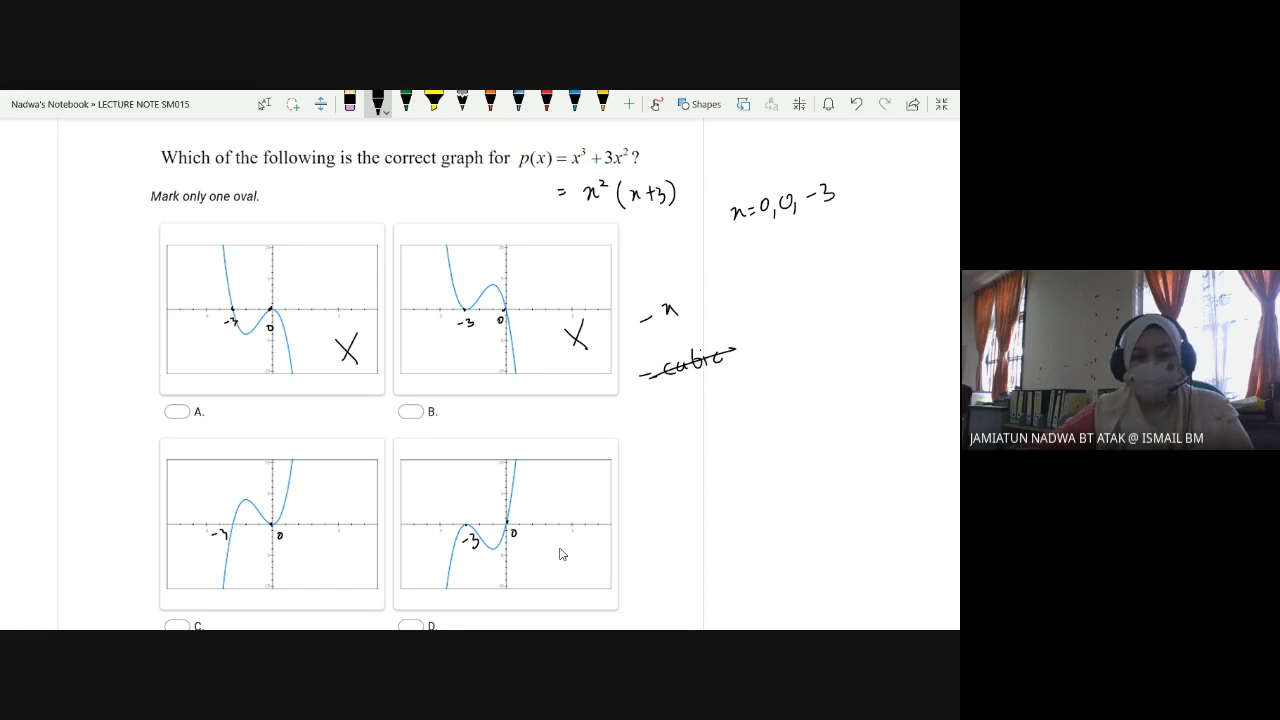 Nadwa's Notebook » LECTURE NOTE SM015
Shapes
Which of the following is the correct graph for p(x) = x³ + 3x²?
= x² (x+3)
x=0, 0, -3
Mark only one oval.
-3 0
X
-3 0
X
- x
- cubic
A.
B.
-3 0
-3 0
C.
D.
JAMIATUN NADWA BT ATAK @ ISMAIL BM